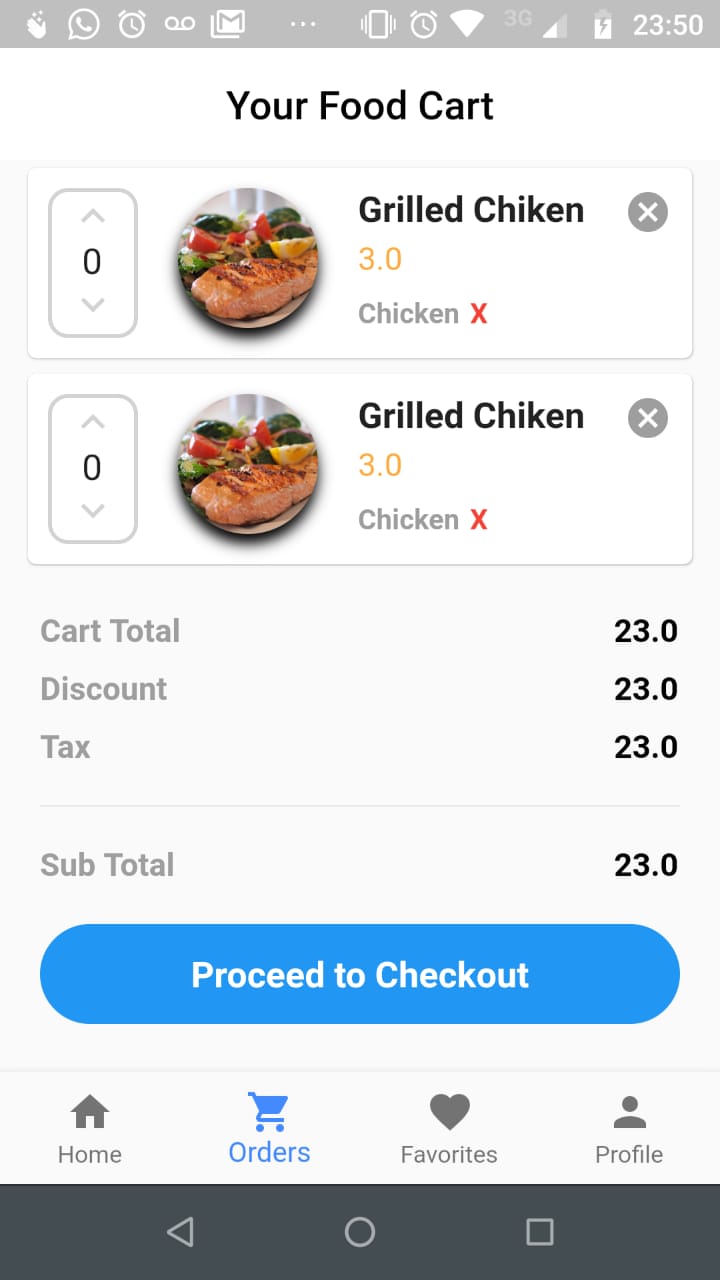 3G 23:50
Your Food Cart
Grilled Chiken
0
3.0
Chicken X
Grilled Chiken
0
3.0
Chicken X
Cart Total 23.0
Discount 23.0
Tax 23.0
Sub Total 23.0
Proceed to Checkout
Home Orders Favorites Profile